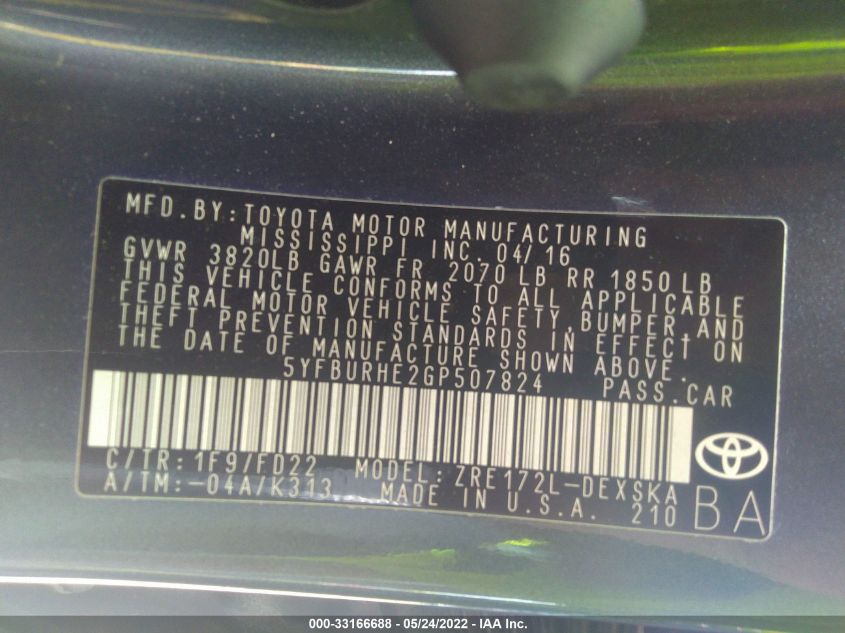 MFD.BY:TOYOTA MOTOR MANUFACTURING
MISSISSIPPI INC. 04/16
GVWR 3820LB GAWR FR 2070 LB RR 1850 LB
THIS VEHICLE CONFORMS TO ALL APPLICABLE
FEDERAL MOTOR VEHICLE SAFETY,BUMPER,AND
THEFT PREVENTION STANDARDS IN EFFECT ON
THE DATE OF MANUFACTURE SHOWN ABOVE.
5YFBURHE2GP507824 PASS.CAR
C/TR:1F9/FD22 MODEL:ZRE172L-DEXSKA
A/TM:-04A/K313 MADE IN U.S.A. 210
BA
000-33166688 - 05/24/2022 - IAA Inc.